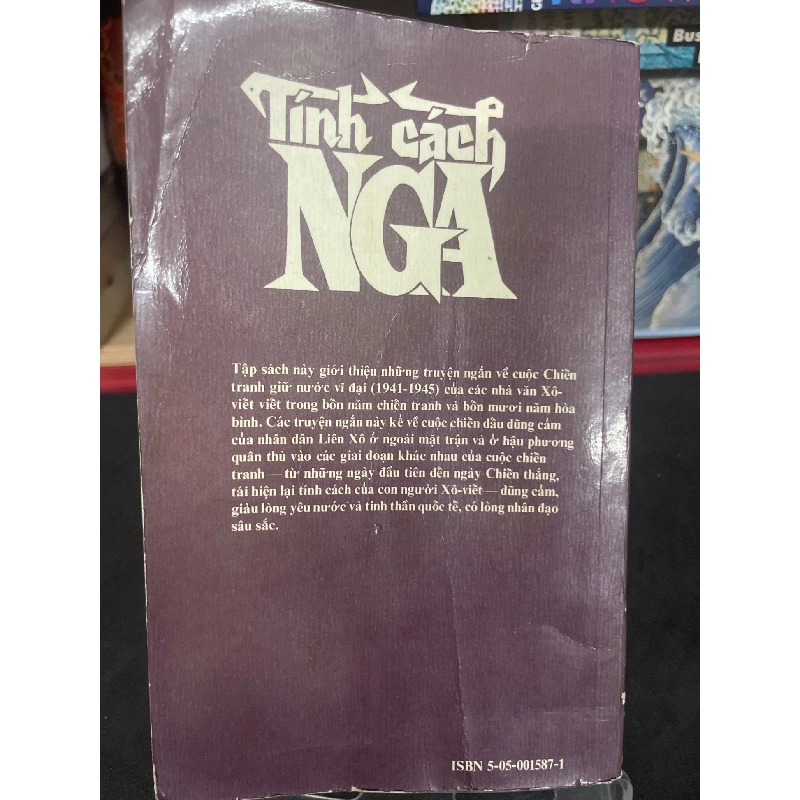 Tính cách
NGA
Tập sách này giới thiệu những truyện ngắn về cuộc Chiến
tranh giữ nước vĩ đại (1941-1945) của các nhà văn Xô-
viết viết trong bốn năm chiến tranh và bốn mươi năm hòa
bình. Các truyện ngắn này kể về cuộc chiến đấu dũng cảm
của nhân dân Liên Xô ở ngoài mặt trận và ở hậu phương
quân thù vào các giai đoạn khác nhau của cuộc chiến
tranh — từ những ngày đầu tiên đến ngày Chiến thắng,
tái hiện lại tính cách của con người Xô-viết — dũng cảm,
giàu lòng yêu nước và tinh thần quốc tế, có lòng nhân đạo
sâu sắc.
ISBN 5-05-001587-1
Bus